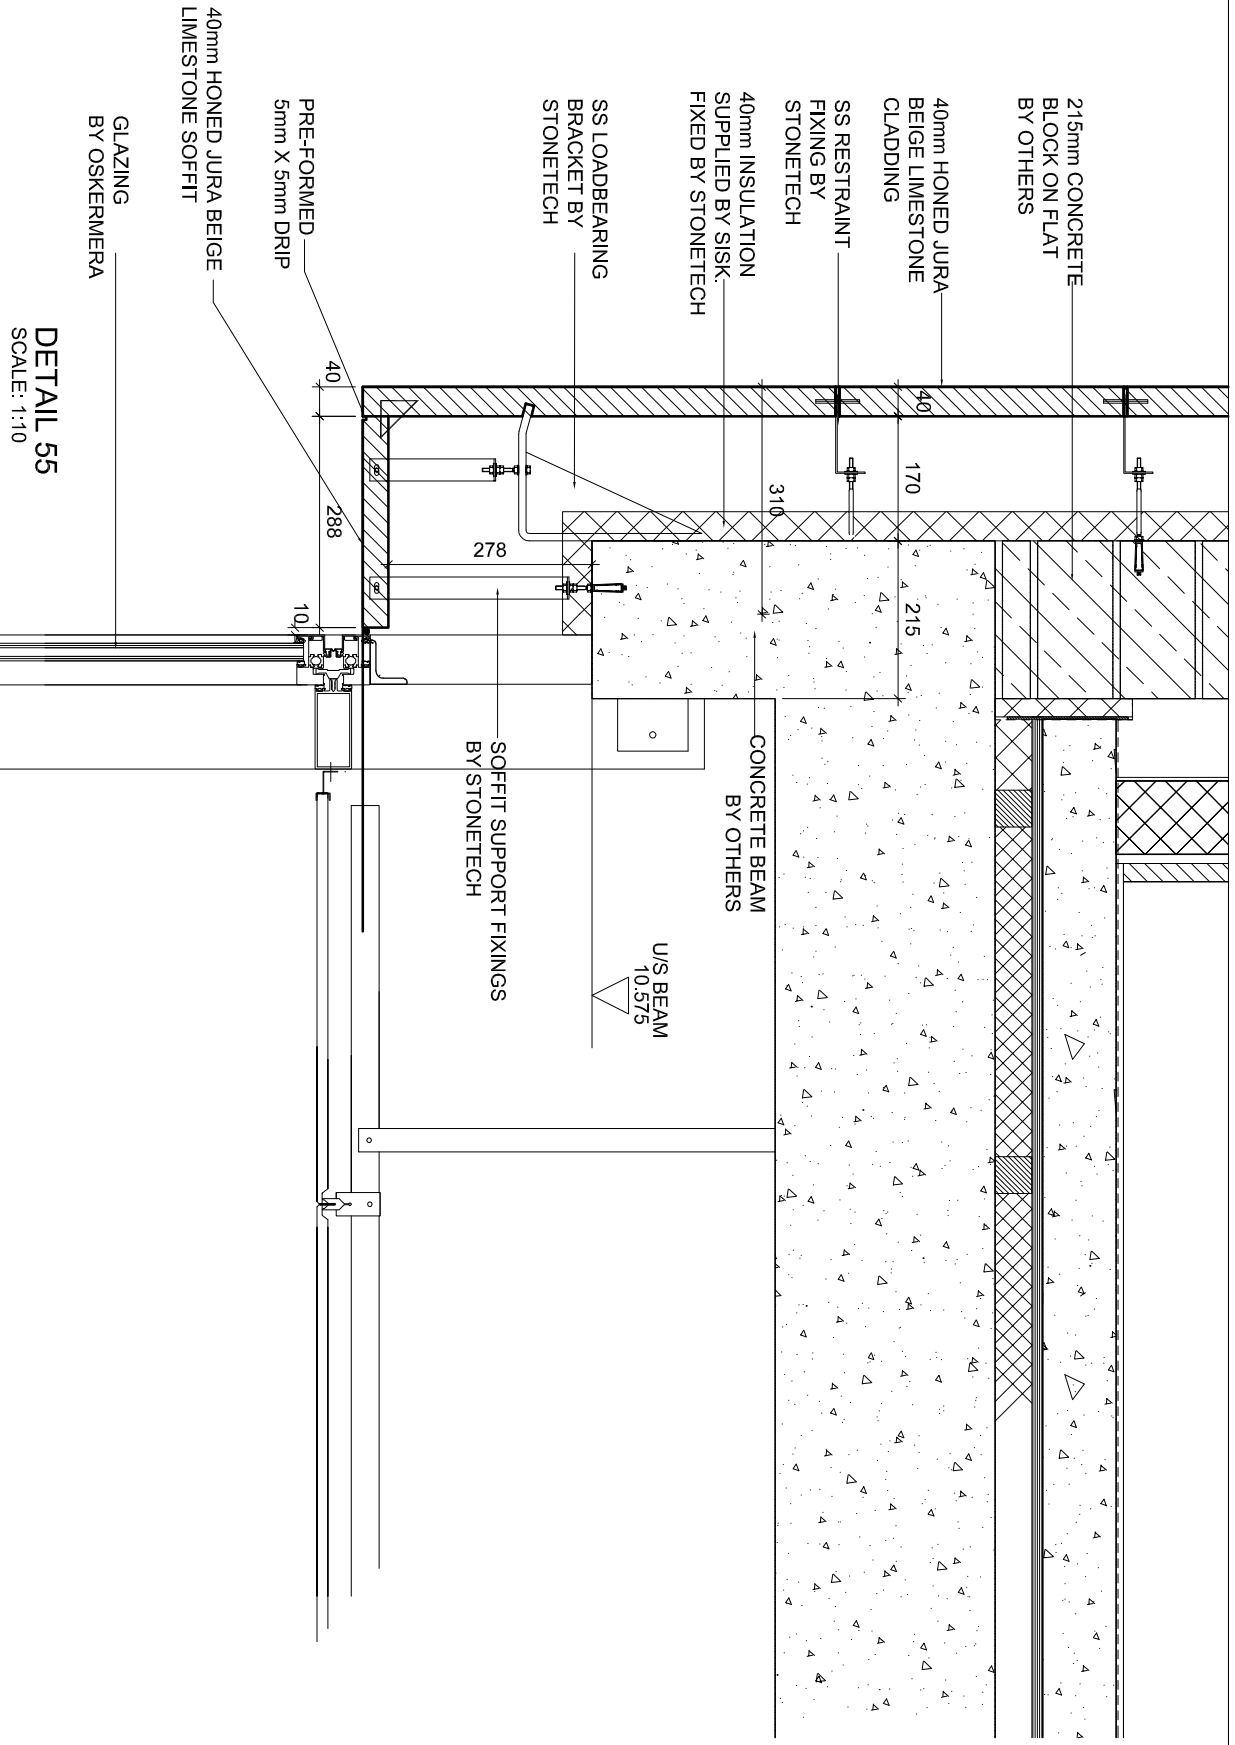 215mm CONCRETE
BLOCK ON FLAT
BY OTHERS
40mm HONED JURA
BEIGE LIMESTONE
CLADDING
SS RESTRAINT
FIXING BY
STONETECH
40mm INSULATION
SUPPLIED BY SISK.
FIXED BY STONETECH
SS LOADBEARING
BRACKET BY
STONETECH
PRE-FORMED
5mm X 5mm DRIP
40mm HONED JURA BEIGE
LIMESTONE SOFFIT
GLAZING
BY OSKERMERA
40
170
215
310
278
40
288
10
CONCRETE BEAM
BY OTHERS
SOFFIT SUPPORT FIXINGS
BY STONETECH
U/S BEAM
10.575
DETAIL 55
SCALE: 1:10